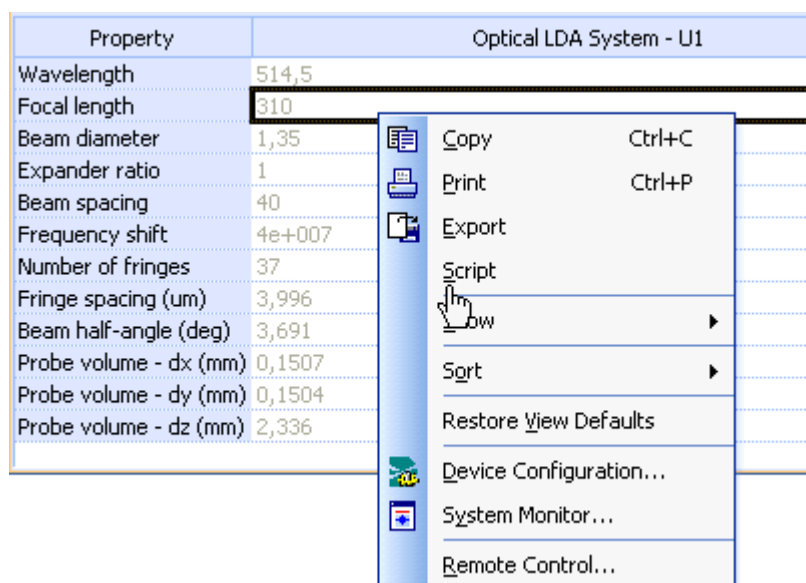 Property Optical LDA System - U1
Wavelength 514,5
Focal length 310
Beam diameter 1,35
Expander ratio 1
Beam spacing 40
Frequency shift 4e+007
Number of fringes 37
Fringe spacing (um) 3,996
Beam half-angle (deg) 3,691
Probe volume - dx (mm) 0,1507
Probe volume - dy (mm) 0,1504
Probe volume - dz (mm) 2,336
Copy Ctrl+C
Print Ctrl+P
Export
Script
Sort
Restore View Defaults
Device Configuration...
System Monitor...
Remote Control...